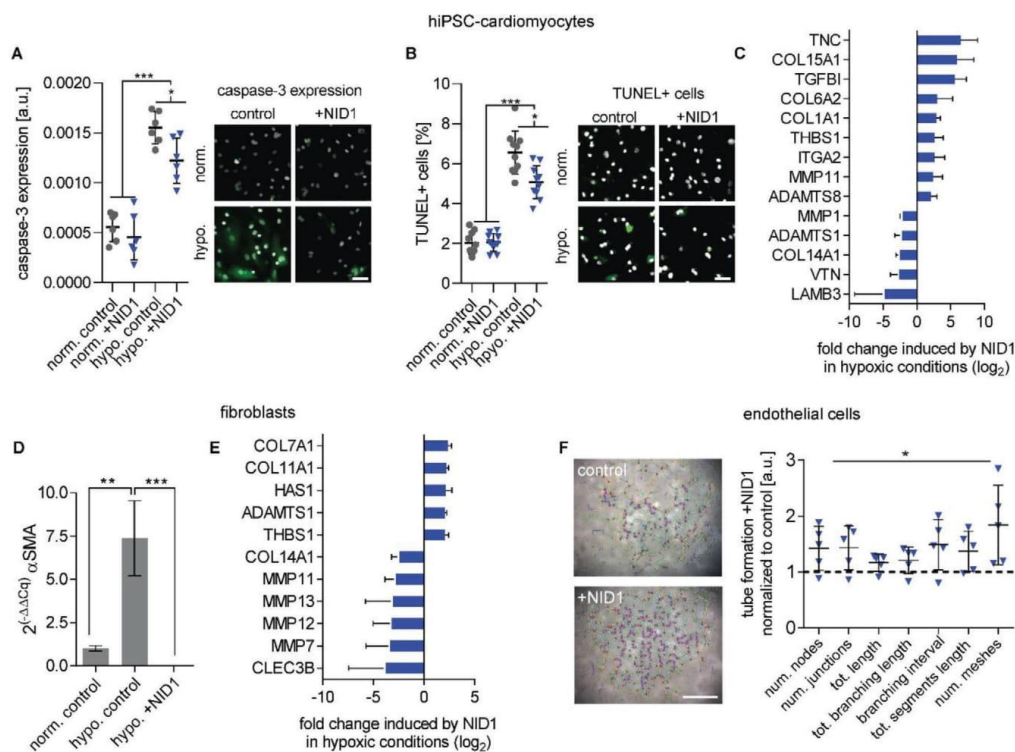 hiPSC-cardiomyocytes
A
caspase-3 expression [a.u.]
0.0020
0.0015
0.0010
0.0005
0.0000
***
*
norm. control
norm. +NID1
hypo. control
hypo. +NID1
caspase-3 expression
control
+NID1
norm.
hypo.
B
TUNEL+ cells [%]
10
8
6
4
2
0
***
*
norm. control
norm. +NID1
hypo. control
hpyo. +NID1
TUNEL+ cells
control
+NID1
norm.
hypo.
C
TNC
COL15A1
TGFBI
COL6A2
COL1A1
THBS1
ITGA2
MMP11
ADAMTS8
MMP1
ADAMTS1
COL14A1
VTN
LAMB3
-10 -5 0 5 10
fold change induced by NID1
in hypoxic conditions (log2)
fibroblasts
D
2(-ΔΔCq) αSMA
10.0
7.5
5.0
2.5
0.0
** ***
norm. control
hypo. control
hypo. +NID1
E
COL7A1
COL11A1
HAS1
ADAMTS1
THBS1
COL14A1
MMP11
MMP13
MMP12
MMP7
CLEC3B
-10 -5 0 5
fold change induced by NID1
in hypoxic conditions (log2)
endothelial cells
F
control
+NID1
tube formation +NID1
normalized to control [a.u.]
3
2
1
0
*
num. nodes
num. junctions
tot. length
tot. branching length
branching interval
tot. segments length
num. meshes